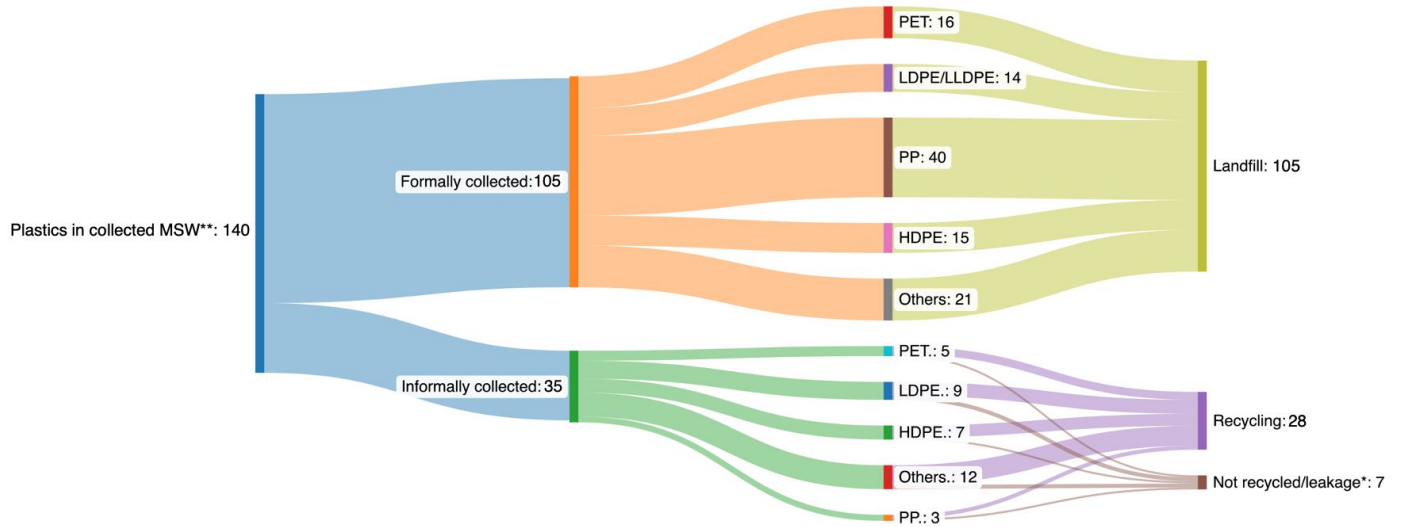 Plastics in collected MSW**: 140
Formally collected:105
Informally collected:35
PET: 16
LDPE/LLDPE: 14
PP: 40
HDPE: 15
Others: 21
PET.: 5
LDPE.: 9
HDPE.: 7
Others.: 12
PP.: 3
Landfill: 105
Recycling: 28
Not recycled/leakage*: 7